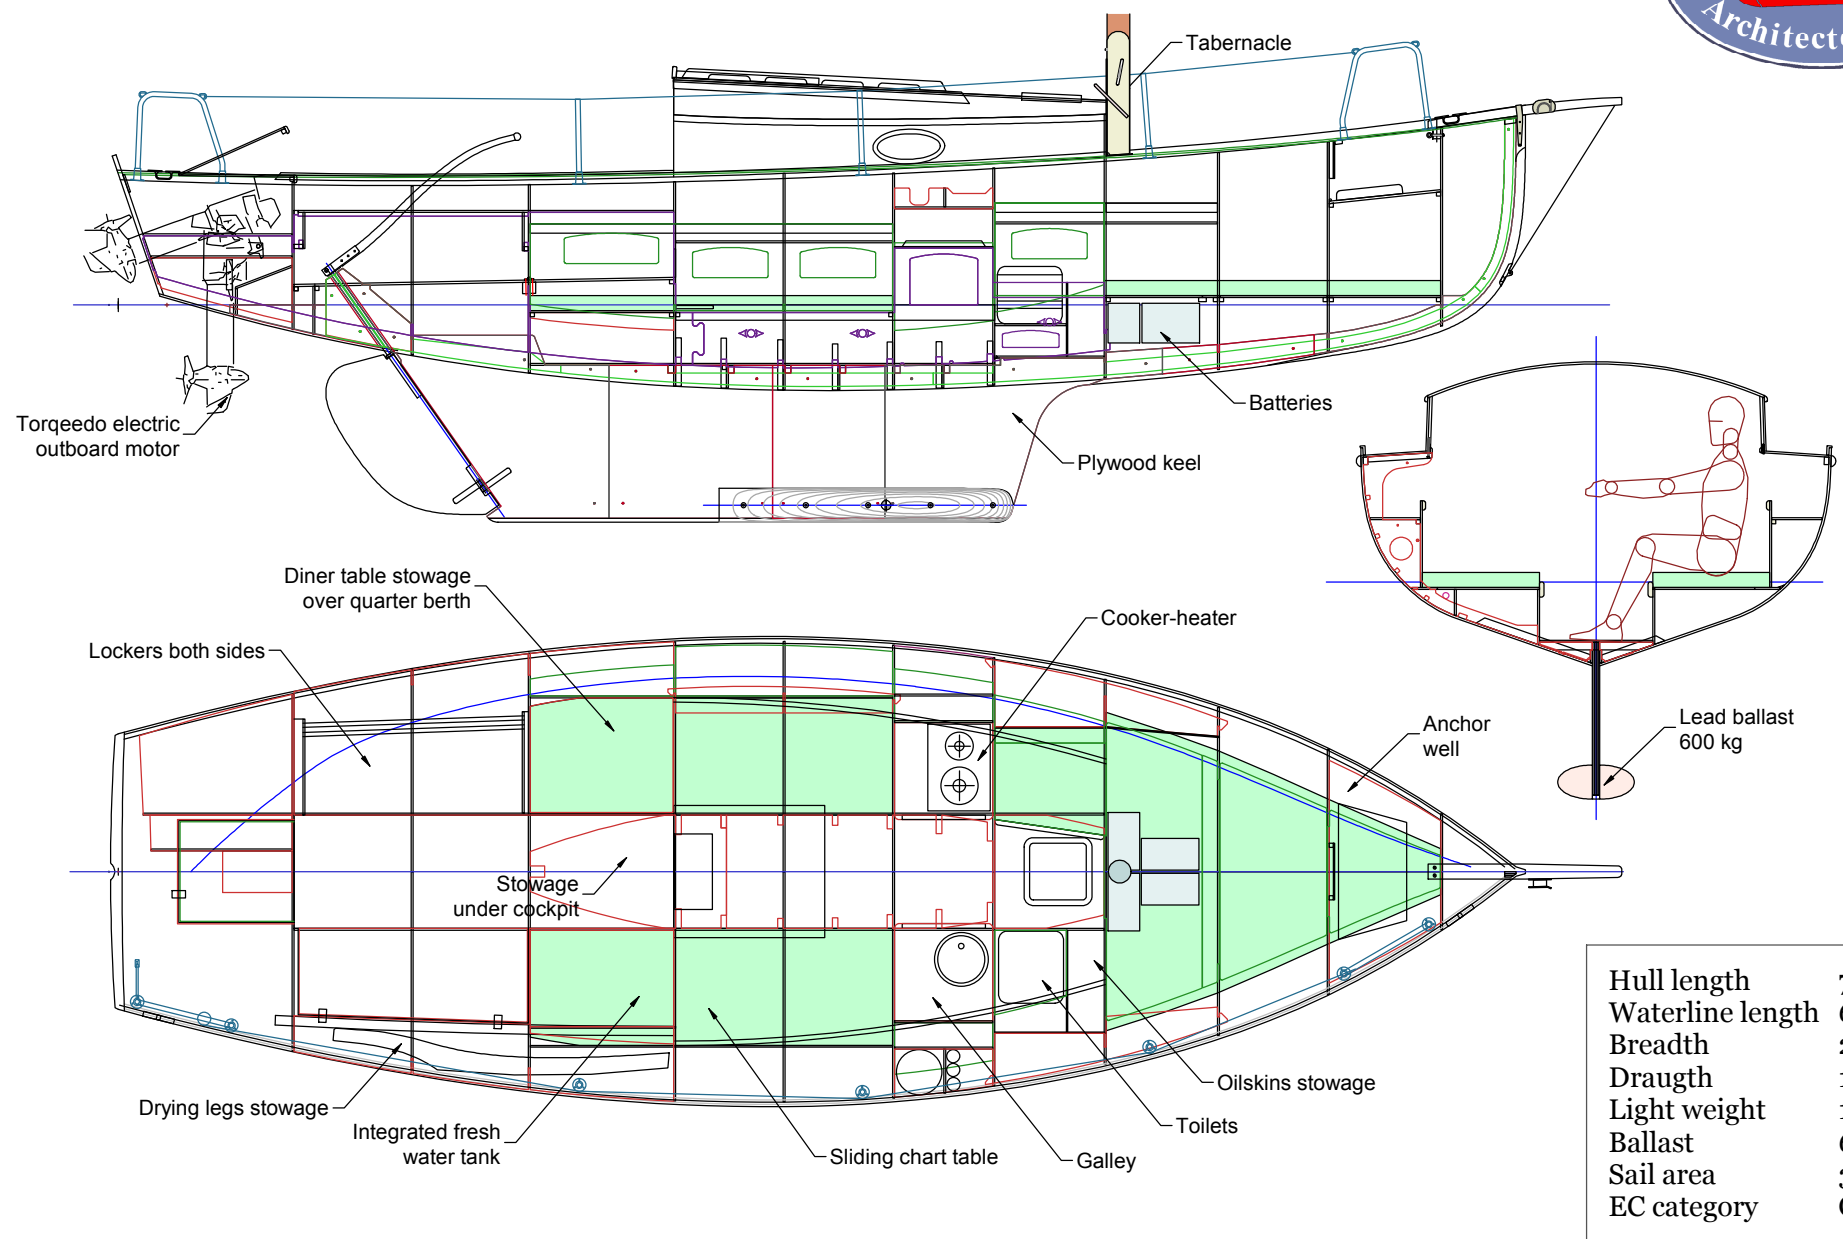 Architect
Tabernacle
Batteries
Torqeedo electric
outboard motor
Plywood keel
Diner table stowage
over quarter berth
Cooker-heater
Lockers both sides
Anchor
well
Lead ballast
600 kg
Stowage
under cockpit
Drying legs stowage
Integrated fresh
water tank
Sliding chart table
Galley
Toilets
Oilskins stowage
Hull length
Waterline length
Breadth
Draugth
Light weight
Ballast
Sail area
EC category